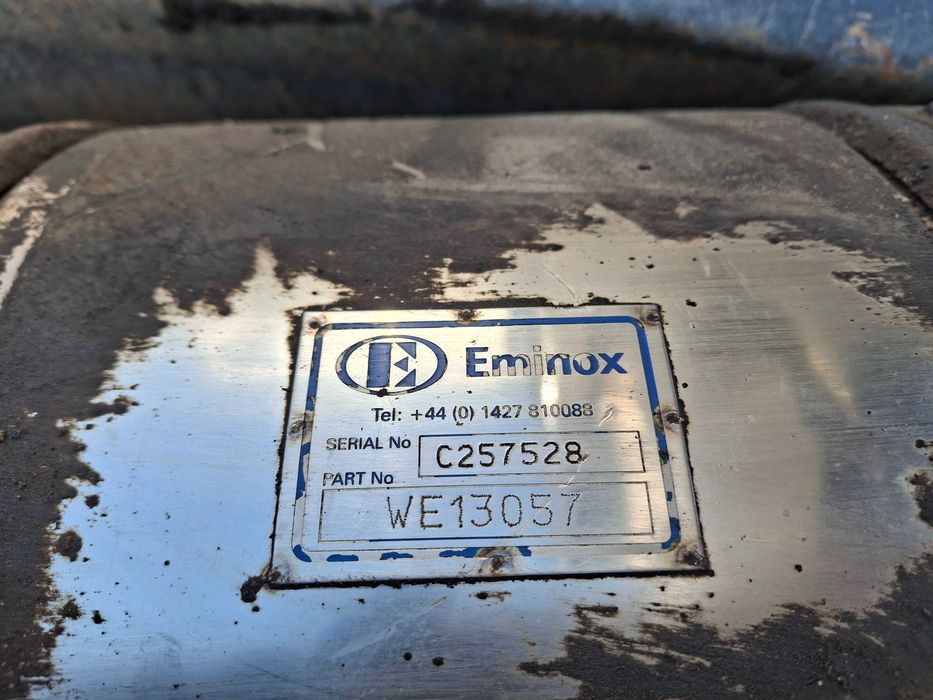 E Eminox
Tel: +44 (0) 1427 810088
SERIAL No C257528
PART No
WE13057